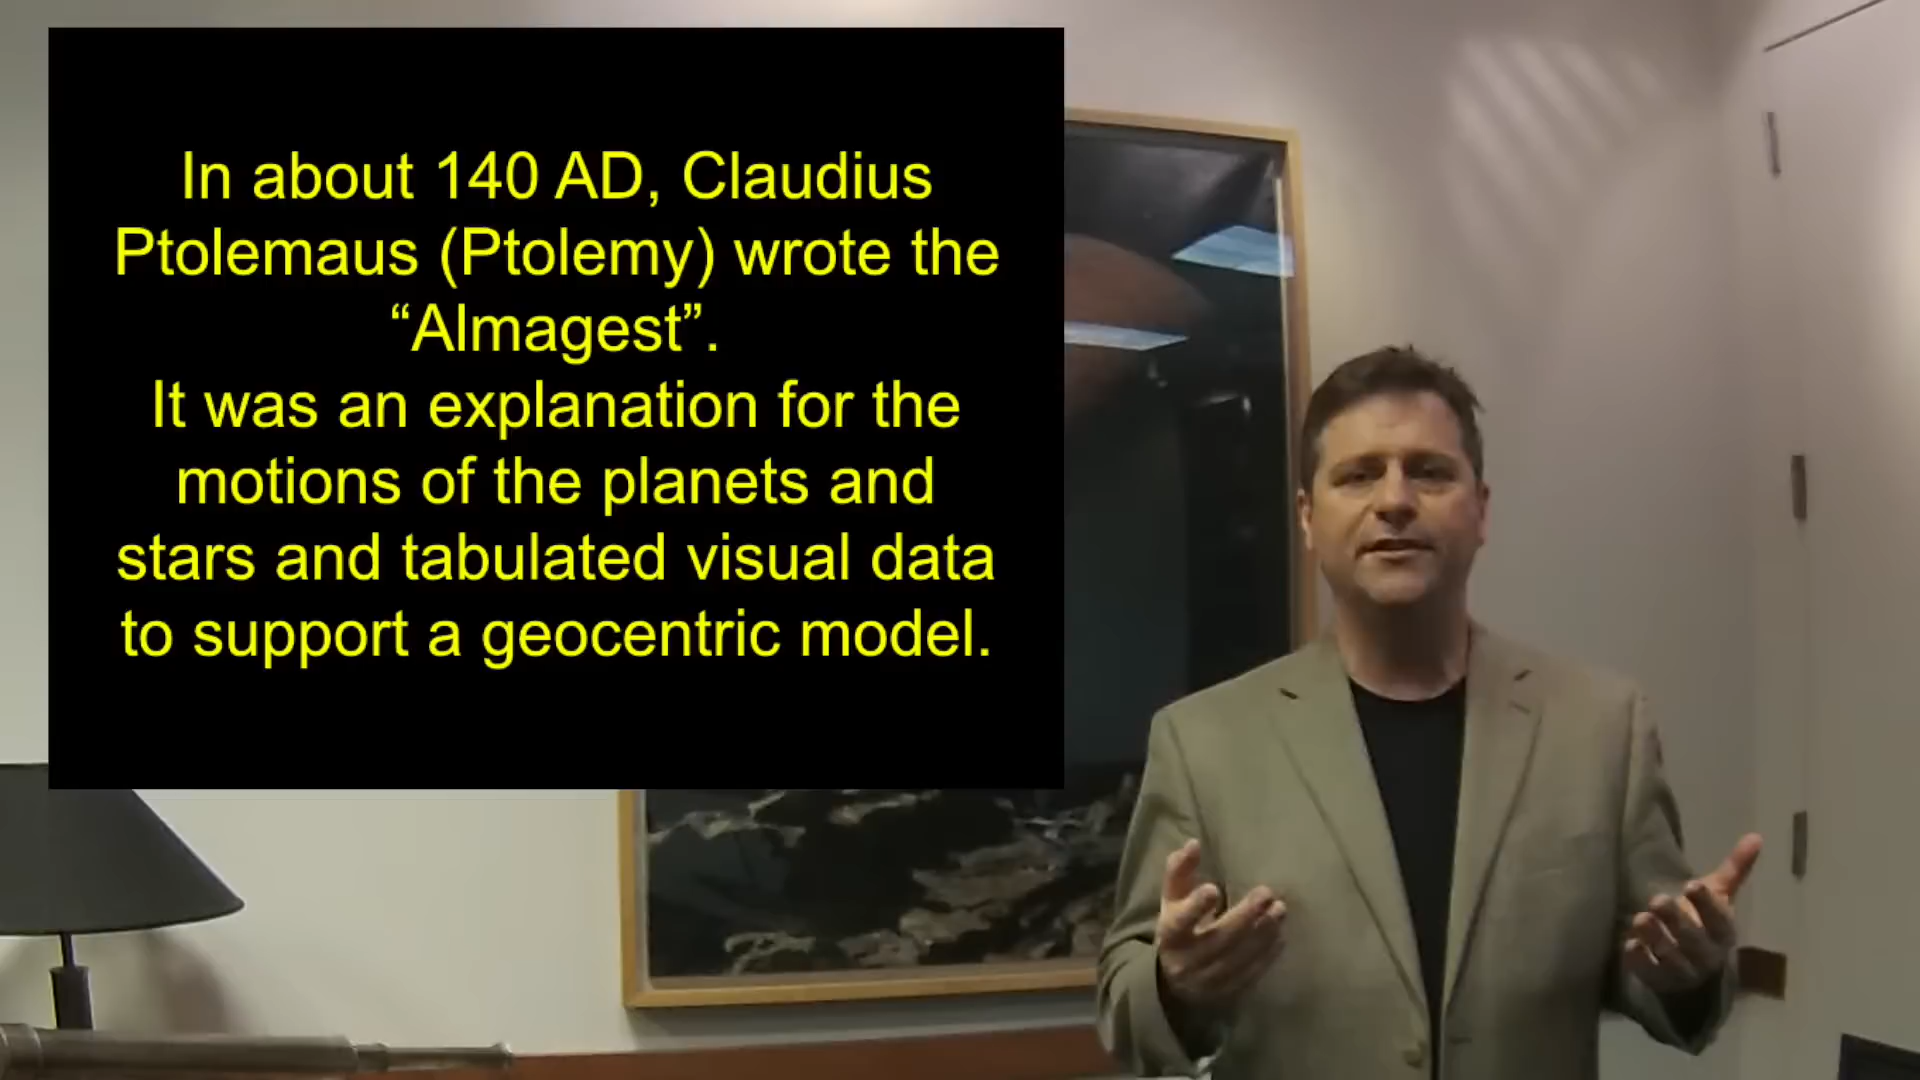 In about 140 AD, Claudius
Ptolemaus (Ptolemy) wrote the
“Almagest”.
It was an explanation for the
motions of the planets and
stars and tabulated visual data
to support a geocentric model.